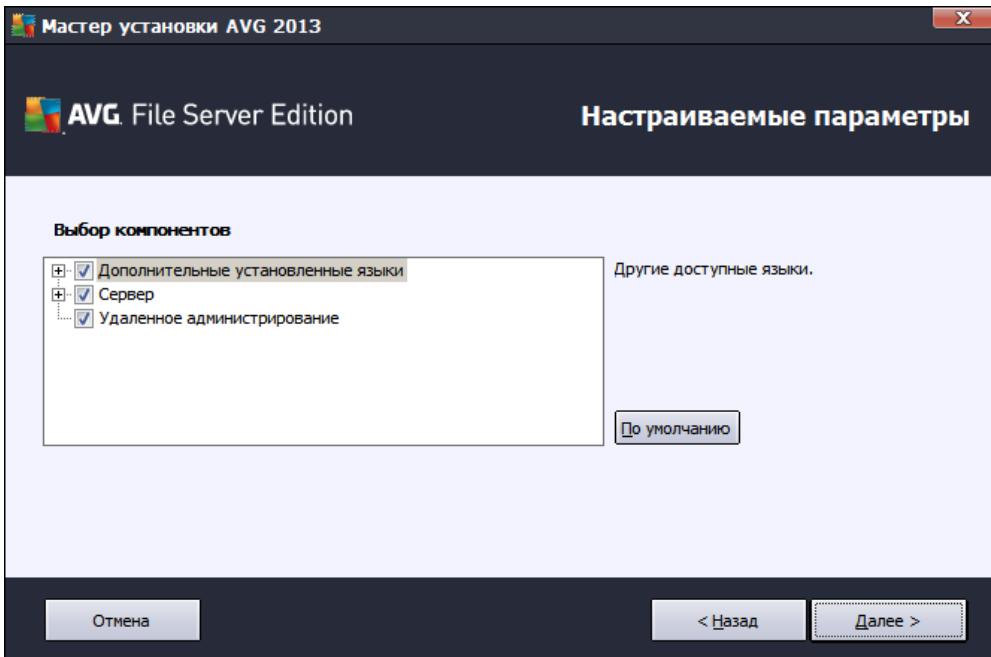 Мастер установки AVG 2013
AVG. File Server Edition
Настраиваемые параметры
Выбор компонентов
Дополнительные установленные языки
Сервер
Удаленное администрирование
Другие доступные языки.
По умолчанию
Отмена
< Назад
Далее >